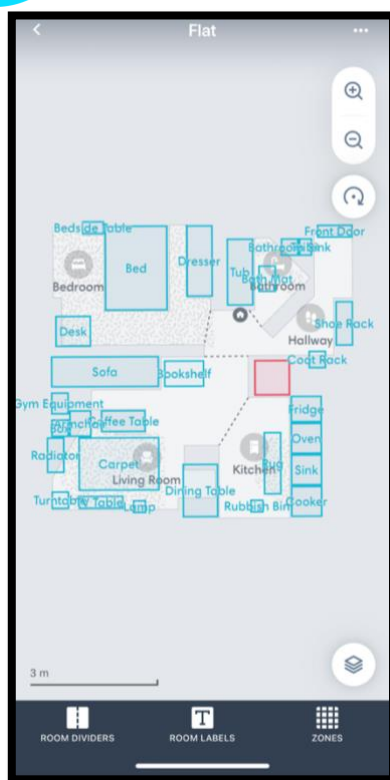 Flat
Bedside Table
Front Door
Bed
Dresser
Tub
Bath Mat
Bathroom
Sink
Bedroom
Bathroom
Desk
Shoe Rack
Hallway
Coat Rack
Sofa
Bookshelf
Gym Equipment
Coffee Table
Fridge
Radiator
Carpet
Oven
Rug
Living Room
Kitchen
Sink
Dining Table
Turntable
TV Table
Lamp
Rubbish Bin
Cooker
3 m
ROOM DIVIDERS
T
ROOM LABELS
ZONES